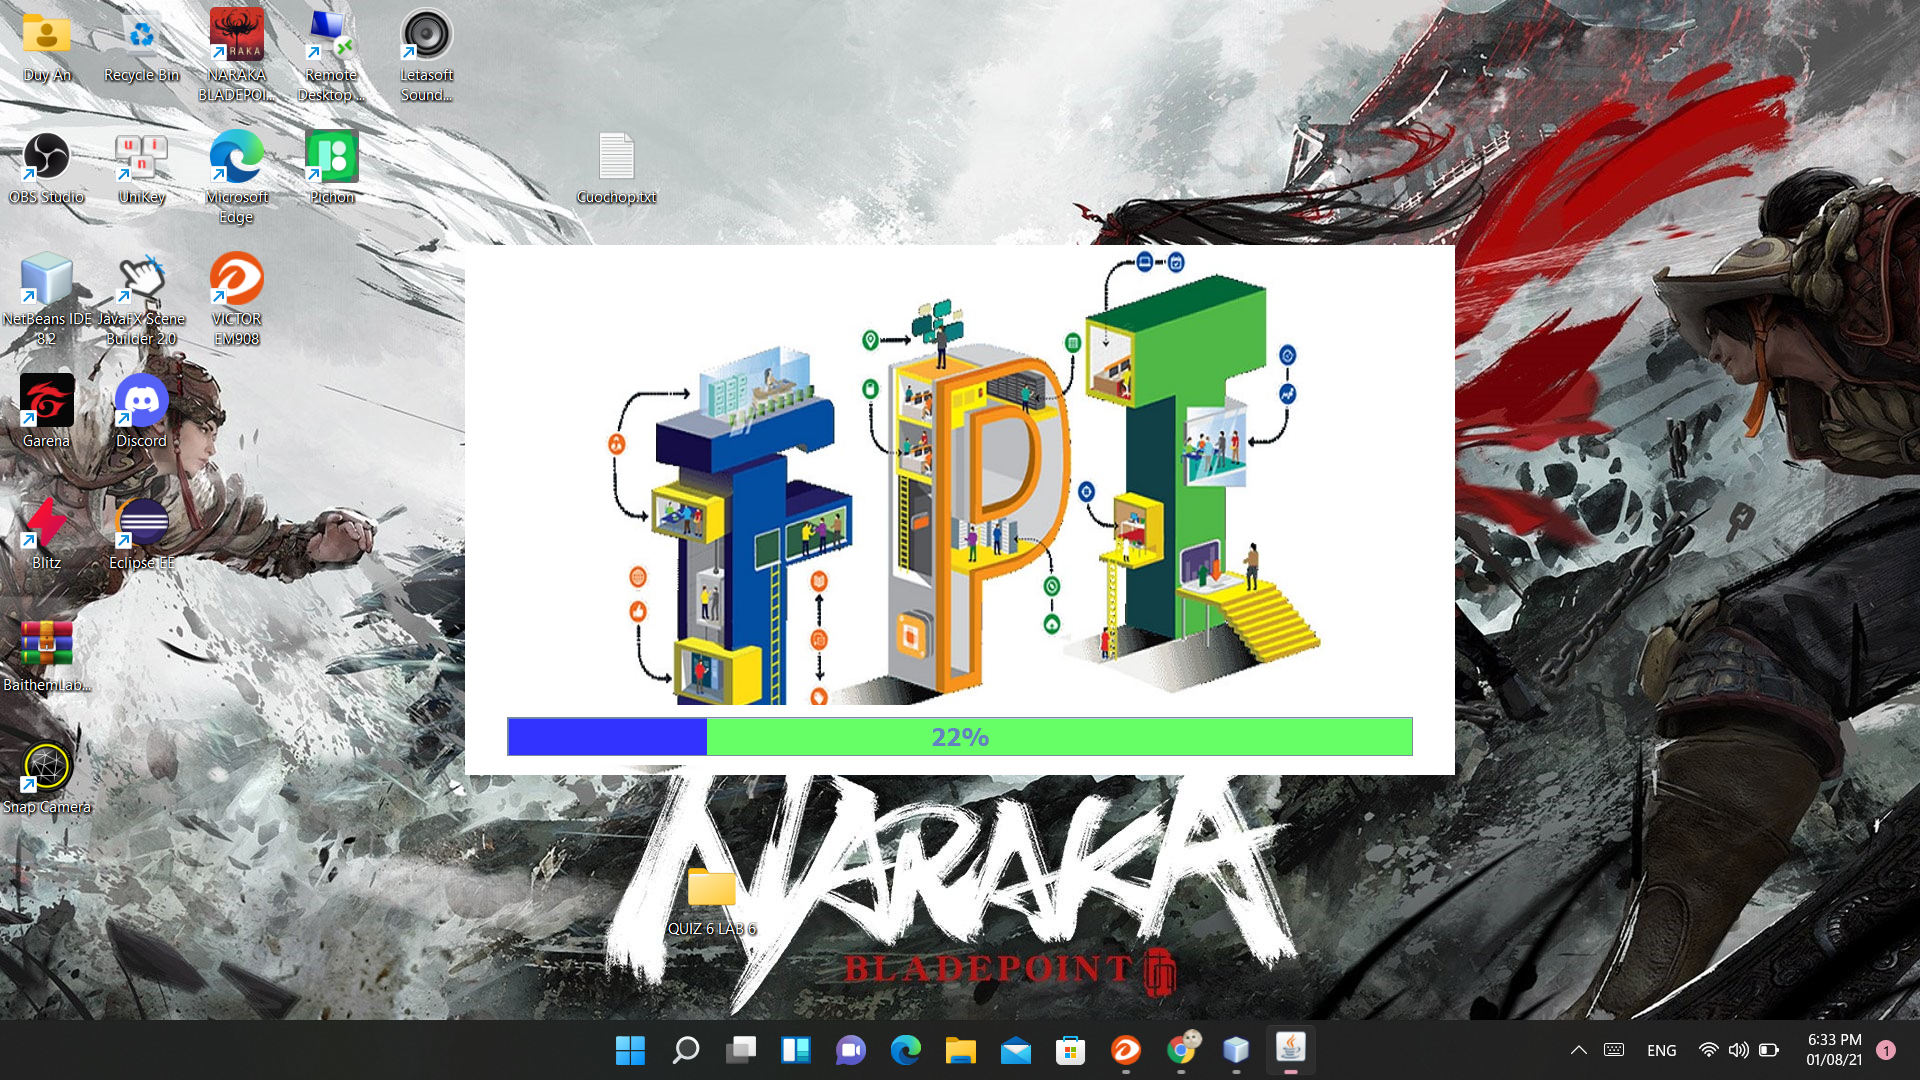 Duy An
Recycle Bin
NARAKA
BLADEPOI...
Remote
Desktop ...
Letasoft
Sound...
OBS Studio
UniKey
Microsoft
Edge
Pichon
Cuochop.txt
NetBeans IDE
8.2
JavaFX Scene
Builder 2.0
VICTOR
EM908
Garena
Discord
Blitz
Eclipse EE
BaithemLab...
Snap Camera
FPT
22%
NARAKA
BLADEPOINT
QUIZ 6 LAB 6
ENG
6:33 PM
01/08/21
1